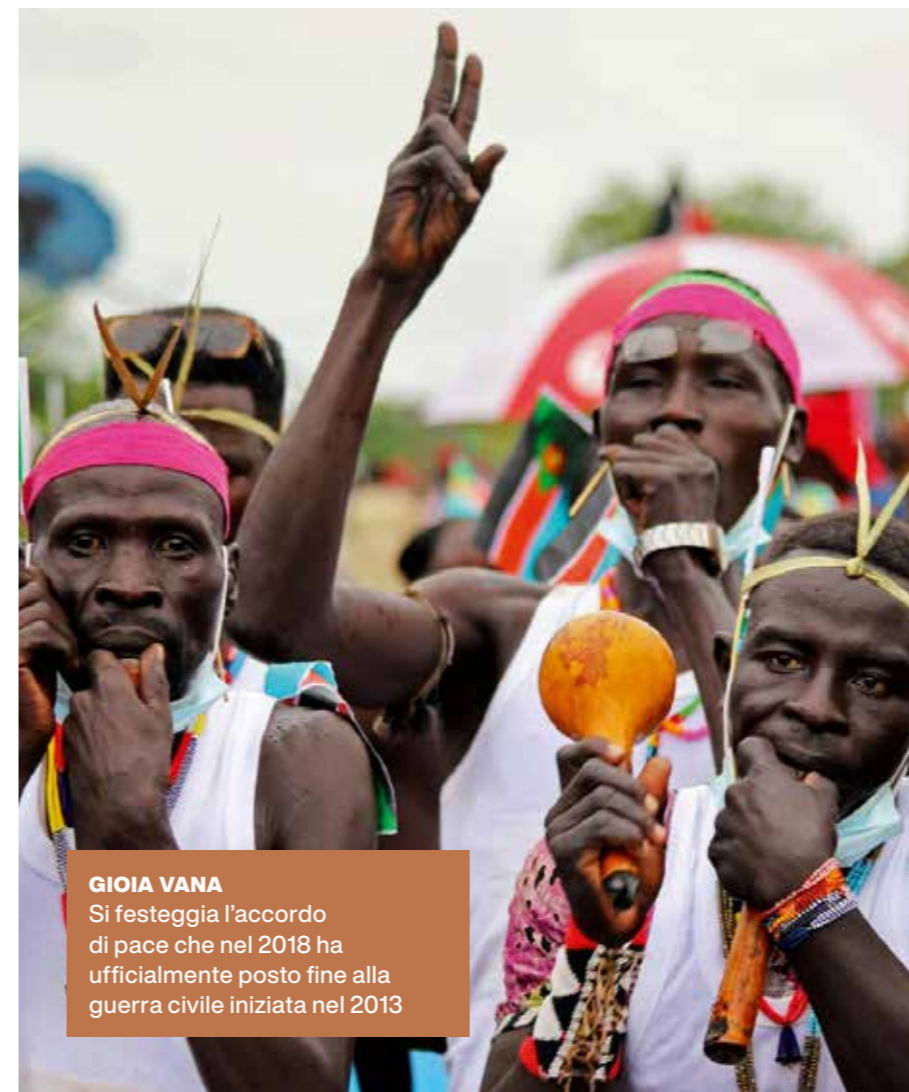 GIOIA VANA
Si festeggia l’accordo
di pace che nel 2018 ha
ufficialmente posto fine alla
guerra civile iniziata nel 2013